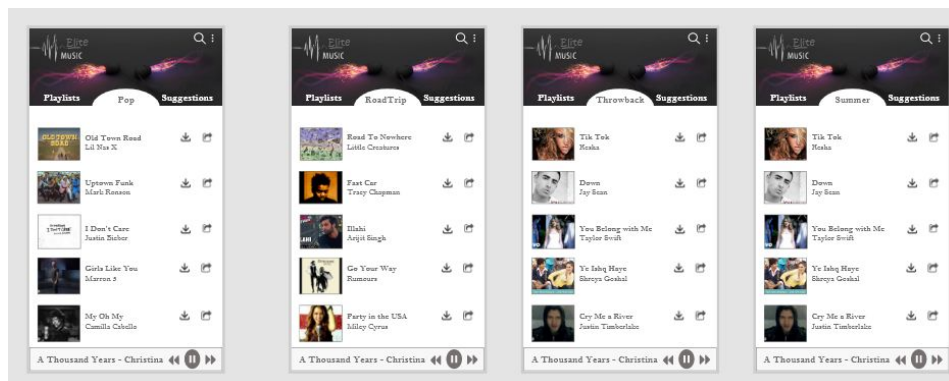 Elite
MUSIC
Playlists Pop Suggestions
Old Town Road
Lil Nas X
Uptown Funk
Mark Ronson
I Don't Care
Justin Bieber
Girls Like You
Marron 5
My Oh My
Camilla Cabello
A Thousand Years - Christina
Elite
MUSIC
Playlists RoadTrip Suggestions
Road To Nowhere
Little Creatures
Fast Car
Tracy Chapman
Illahi
Arijit Singh
Go Your Way
Rumours
Party in the USA
Miley Cyrus
A Thousand Years - Christina
Elite
MUSIC
Playlists Throwback Suggestions
Tik Tok
Keska
Down
Jay Sean
You Belong with Me
Taylor Swift
Ye Ishq Haye
Shreya Goshal
Cry Me a River
Justin Timberlake
A Thousand Years - Christina
Elite
MUSIC
Playlists Summer Suggestions
Tik Tok
Keska
Down
Jay Sean
You Belong with Me
Taylor Swift
Ye Ishq Haye
Shreya Goshal
Cry Me a River
Justin Timberlake
A Thousand Years - Christina